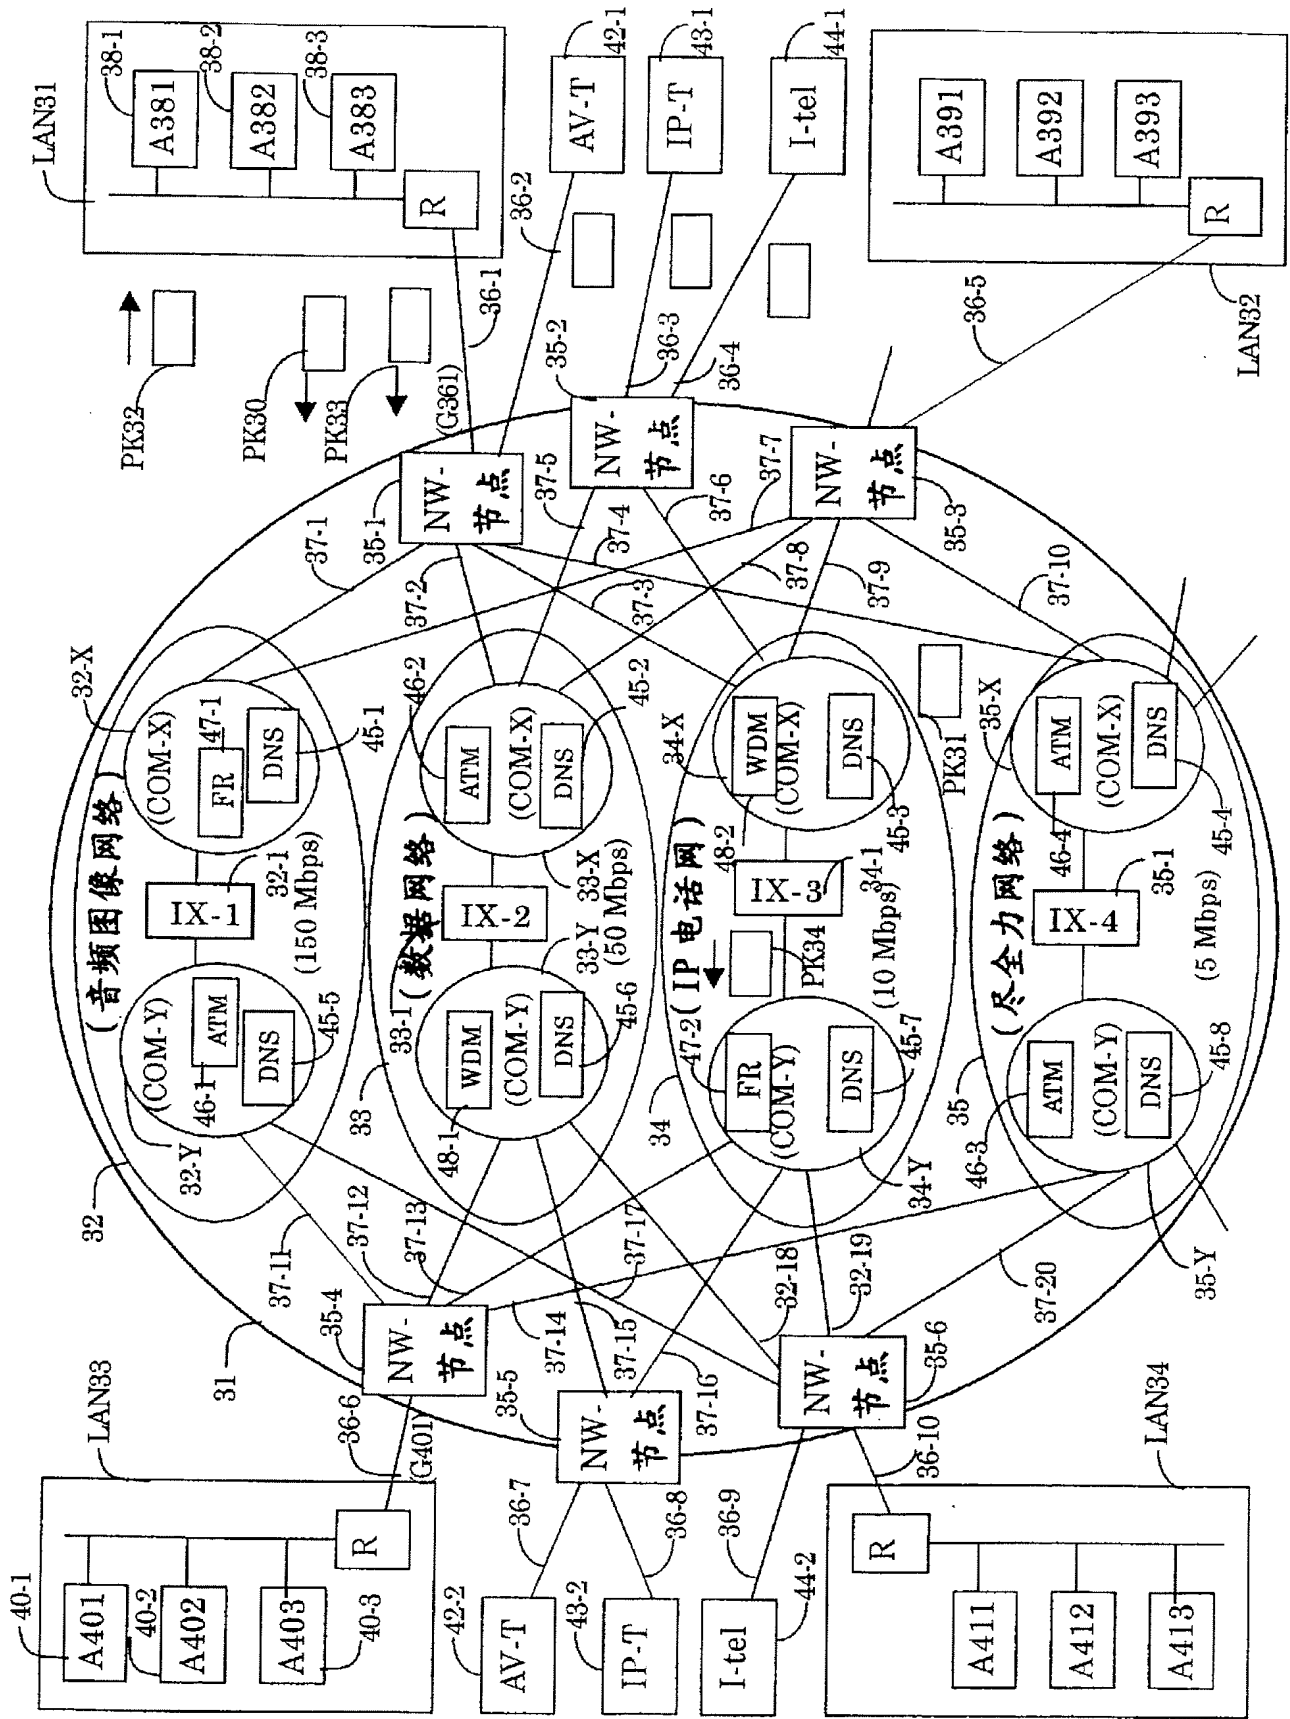 LAN31
A381
A382
A383
38-1
38-2
38-3
R
42-1
AV-T
43-1
IP-T
44-1
I-tel
A391
A392
A393
R
LAN32
36-1
36-2
36-3
36-4
36-5
PK32
PK30
PK33
(G361)
35-2
NW-
节点
35-1
NW-
节点
NW-
节点
35-3
37-1
37-2
37-3
37-4
37-5
37-6
37-7
37-8
37-9
37-10
32-X
(COM-X)
47-1
FR
DNS
45-1
46-2
ATM
(COM-X)
DNS
45-2
34-X
WDM
(COM-X)
48-2
DNS
45-3
PK31
35-X
ATM
(COM-X)
46-4
DNS
45-4
(音频图像网络)
IX-1
32-1
(150 Mbps)
(数据网络)
33-1
IX-2
33-X
33-Y
(50 Mbps)
(IP 电话网)
IX-3
34-1
(10 Mbps)
PK34
(尽全力网络)
IX-4
35-1
(5 Mbps)
(COM-Y)
ATM
46-1
DNS
45-5
32-Y
32
33
WDM
48-1
(COM-Y)
DNS
45-6
34
47-2
FR
(COM-Y)
DNS
45-7
34-Y
35
46-3
ATM
(COM-Y)
DNS
45-8
35-Y
31
37-11
37-12
37-13
37-14
37-15
37-16
37-17
32-18
32-19
37-20
35-4
NW-
节点
35-5
NW-
节点
NW-
节点
35-6
LAN33
36-6
(G401)
R
40-1
A401
40-2
A402
A403
40-3
36-7
36-8
36-9
36-10
42-2
AV-T
43-2
IP-T
I-tel
44-2
LAN34
R
A411
A412
A413